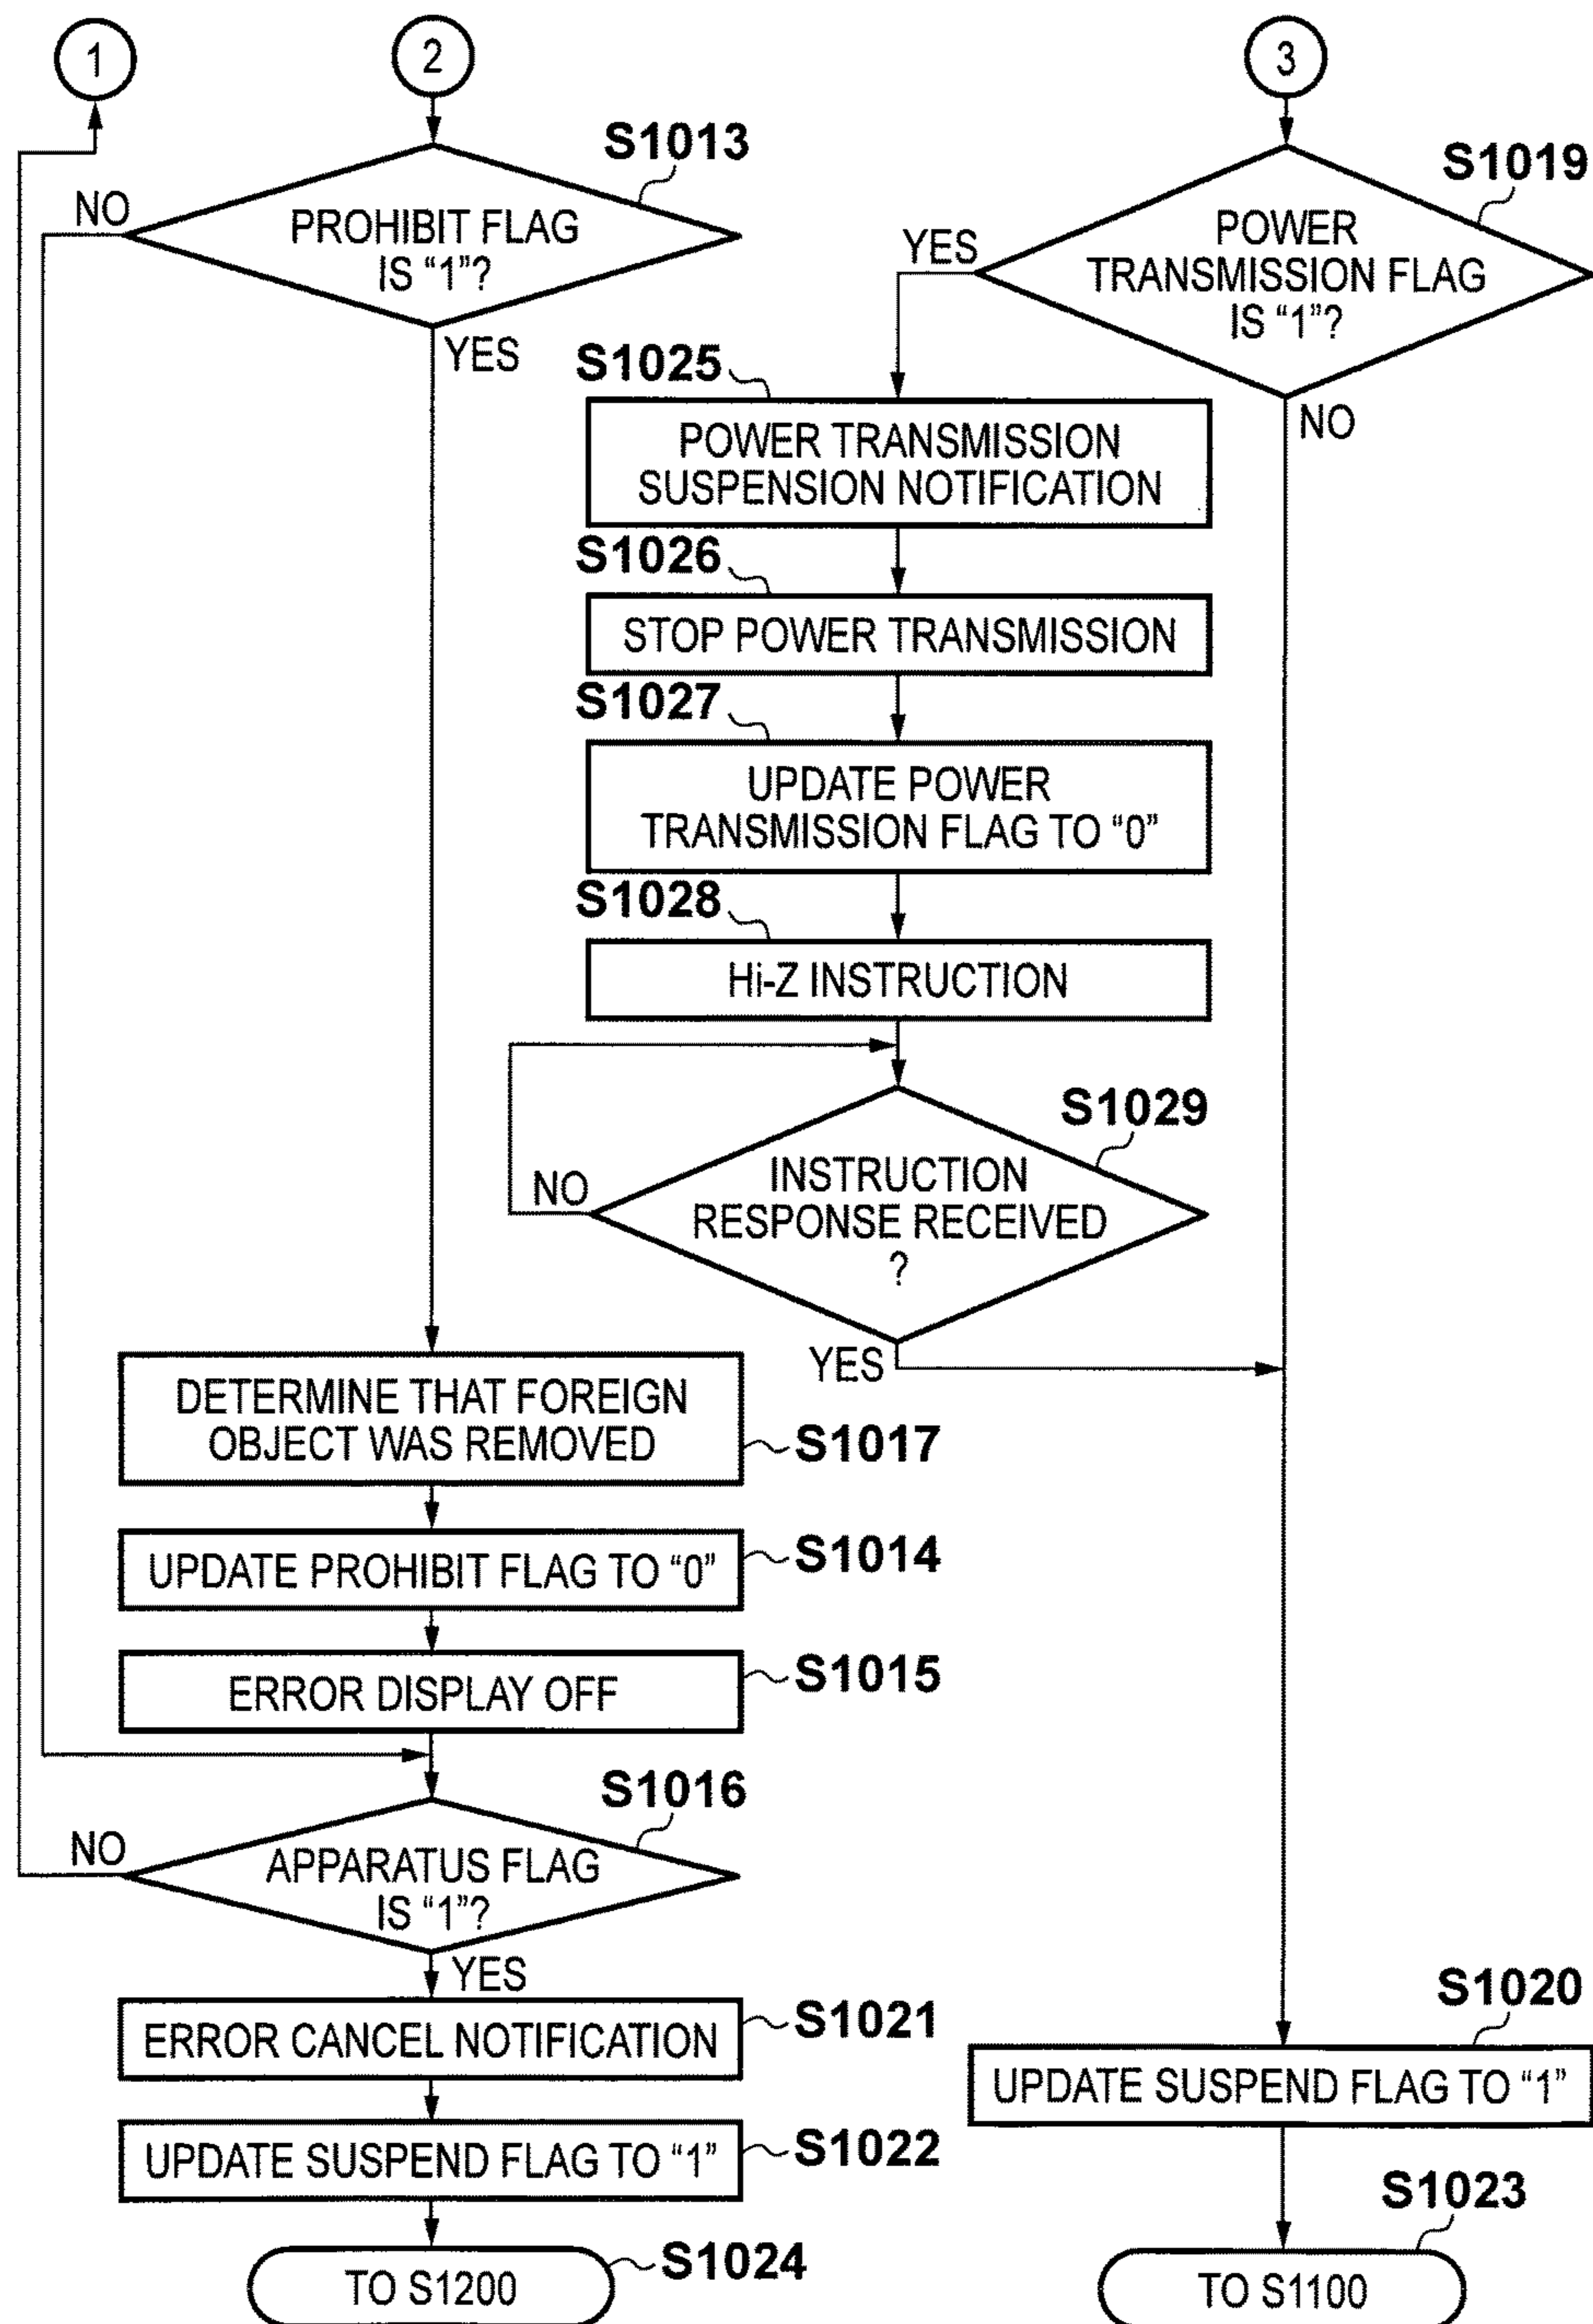 1
2
3
S1013
PROHIBIT FLAG
IS “1”?
NO
YES
S1019
POWER
TRANSMISSION FLAG
IS “1”?
YES
NO
S1025
POWER TRANSMISSION
SUSPENSION NOTIFICATION
S1026
STOP POWER TRANSMISSION
S1027
UPDATE POWER
TRANSMISSION FLAG TO “0”
S1028
Hi-Z INSTRUCTION
S1029
INSTRUCTION
RESPONSE RECEIVED
?
NO
YES
DETERMINE THAT FOREIGN
OBJECT WAS REMOVED
S1017
UPDATE PROHIBIT FLAG TO “0”
S1014
ERROR DISPLAY OFF
S1015
S1016
APPARATUS FLAG
IS “1”?
NO
YES
ERROR CANCEL NOTIFICATION
S1021
UPDATE SUSPEND FLAG TO “1”
S1022
TO S1200
S1024
S1020
UPDATE SUSPEND FLAG TO “1”
S1023
TO S1100